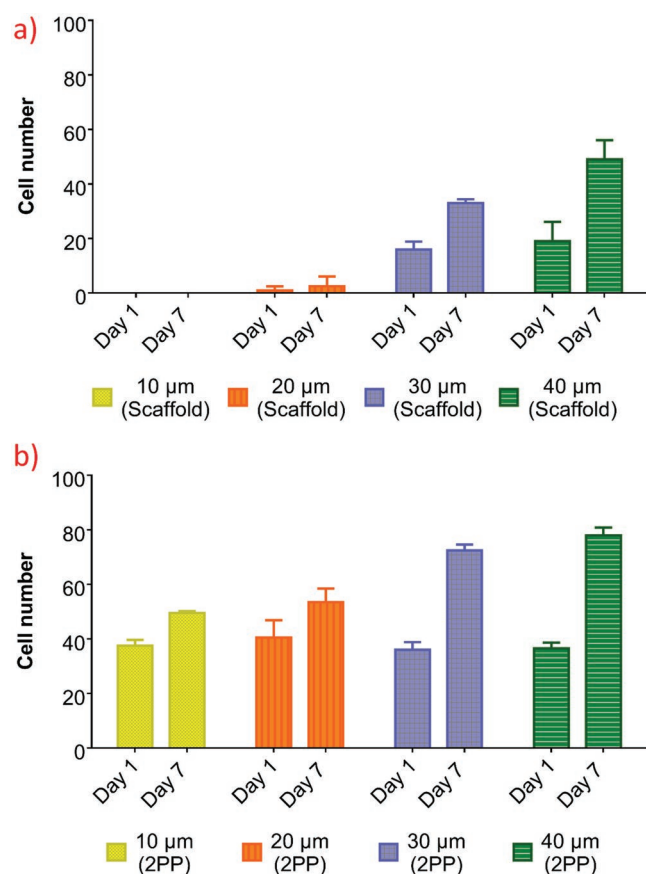 a)
100
80
60
40
20
0
Cell number
Day 1 Day 7 Day 1 Day 7 Day 1 Day 7 Day 1 Day 7
10 µm 20 µm 30 µm 40 µm
(Scaffold) (Scaffold) (Scaffold) (Scaffold)
b)
100
80
60
40
20
0
Cell number
Day 1 Day 7 Day 1 Day 7 Day 1 Day 7 Day 1 Day 7
10 µm 20 µm 30 µm 40 µm
(2PP) (2PP) (2PP) (2PP)